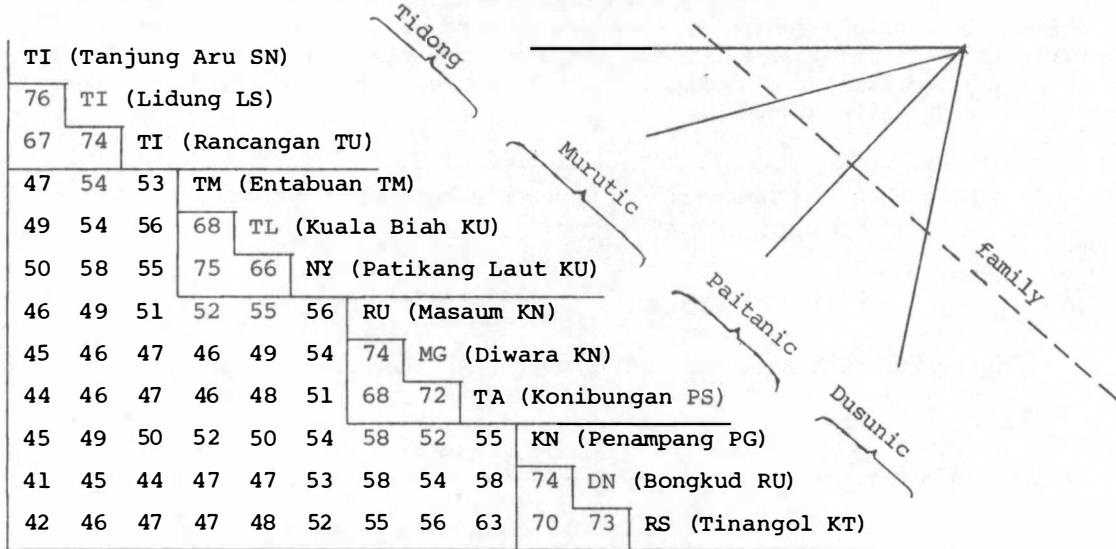 Tidong
TI (Tanjung Aru SN)
76 TI (Lidung LS)
67 74 TI (Rancangan TU)
Murutic
47 54 53 TM (Entabuan TM)
49 54 56 68 TL (Kuala Biah KU)
family
50 58 55 75 66 NY (Patikang Laut KU)
Paitanic
46 49 51 52 55 56 RU (Masaum KN)
45 46 47 46 49 54 74 MG (Diwara KN)
44 46 47 46 48 51 68 72 TA (Konibungan PS)
Dusunic
45 49 50 52 50 54 58 52 55 KN (Penampang PG)
41 45 44 47 47 53 58 54 58 74 DN (Bongkud RU)
42 46 47 47 48 52 55 56 63 70 73 RS (Tinangol KT)